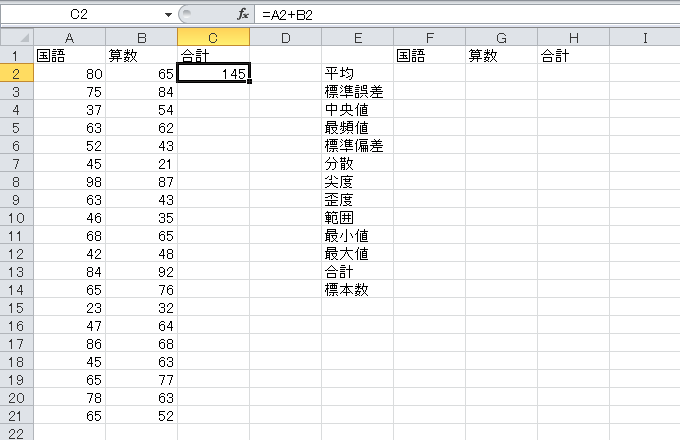 C2 fx =A2+B2
A B C D E F G H I
1 国語 算数 合計 国語 算数 合計
2 80 65 145 平均
3 75 84 標準誤差
4 37 54 中央値
5 63 62 最頻値
6 52 43 標準偏差
7 45 21 分散
8 98 87 尖度
9 63 43 歪度
10 46 35 範囲
11 68 65 最小値
12 42 48 最大値
13 84 92 合計
14 65 76 標本数
15 23 32
16 47 64
17 86 68
18 45 63
19 65 77
20 78 63
21 65 52
22